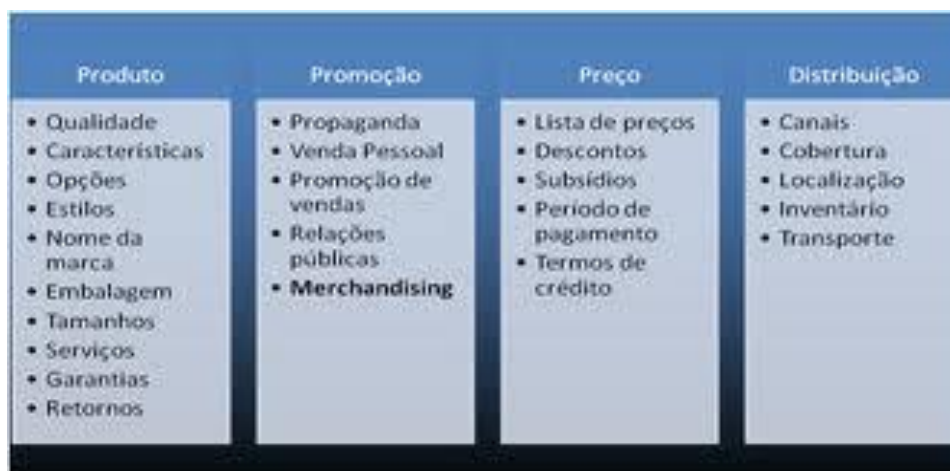 Produto
• Qualidade
• Características
• Opções
• Estilos
• Nome da
marca
• Embalagem
• Tamanhos
• Serviços
• Garantias
• Retornos
Promoção
• Propaganda
• Venda Pessoal
• Promoção de
vendas
• Relações
públicas
• Merchandising
Preço
• Lista de preços
• Descontos
• Subsídios
• Período de
pagamento
• Termos de
crédito
Distribuição
• Canais
• Cobertura
• Localização
• Inventário
• Transporte